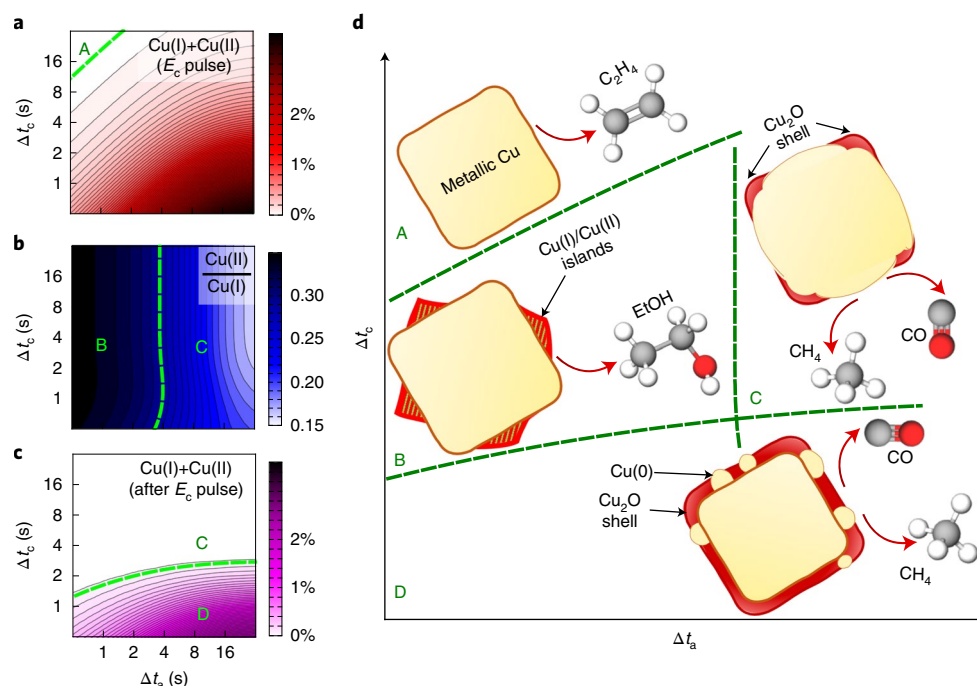 a
Cu(I)+Cu(II)
(Ec pulse)
A
16
8
4
2
1
Δtc (s)
2%
1%
0%
b
Cu(II)
Cu(I)
B
C
16
8
4
2
1
Δtc (s)
0.30
0.25
0.20
0.15
c
Cu(I)+Cu(II)
(after Ec pulse)
C
D
16
8
4
2
1
Δtc (s)
2%
1%
0%
1 2 4 8 16
Δta (s)
d
C2H4
Metallic Cu
Cu2O
shell
A
Cu(I)/Cu(II)
islands
EtOH
CO
CH4
Δtc
C
B
CO
Cu(0)
Cu2O
shell
CH4
D
Δta